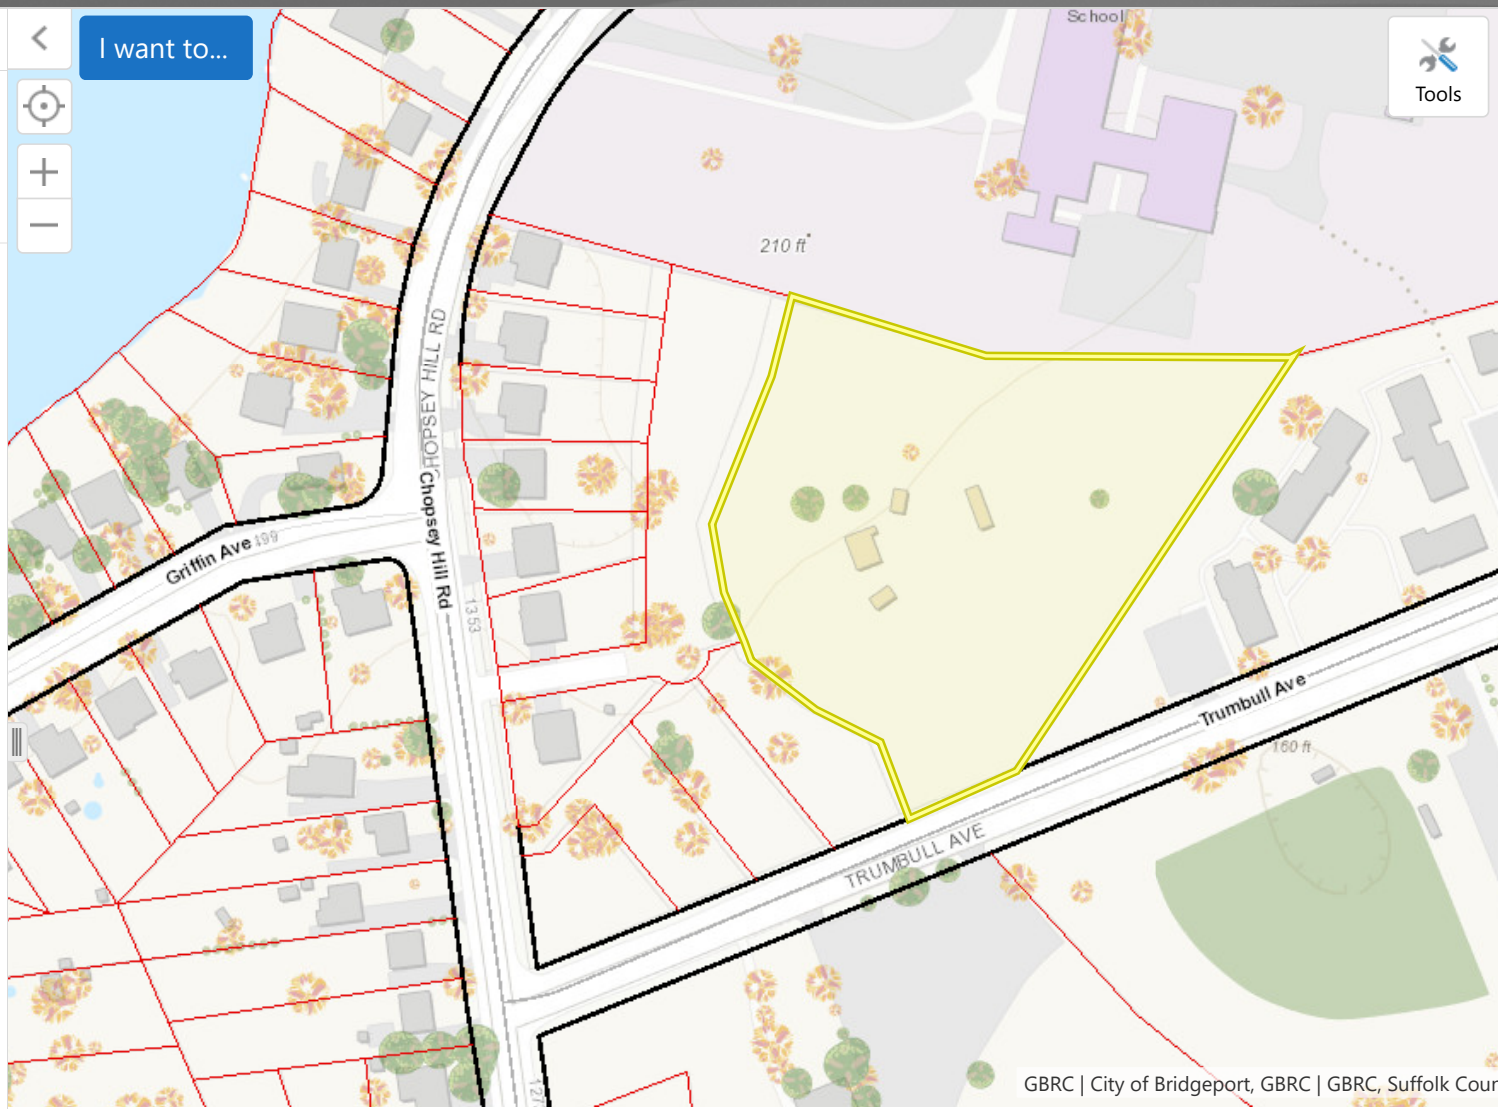 School
I want to...
Tools
210 ft
CHOPSEY HILL RD
Chopsey Hill Rd
Griffin Ave
199
1353
Trumbull Ave
160 ft
TRUMBULL AVE
GBRC | City of Bridgeport, GBRC | GBRC, Suffolk Coun